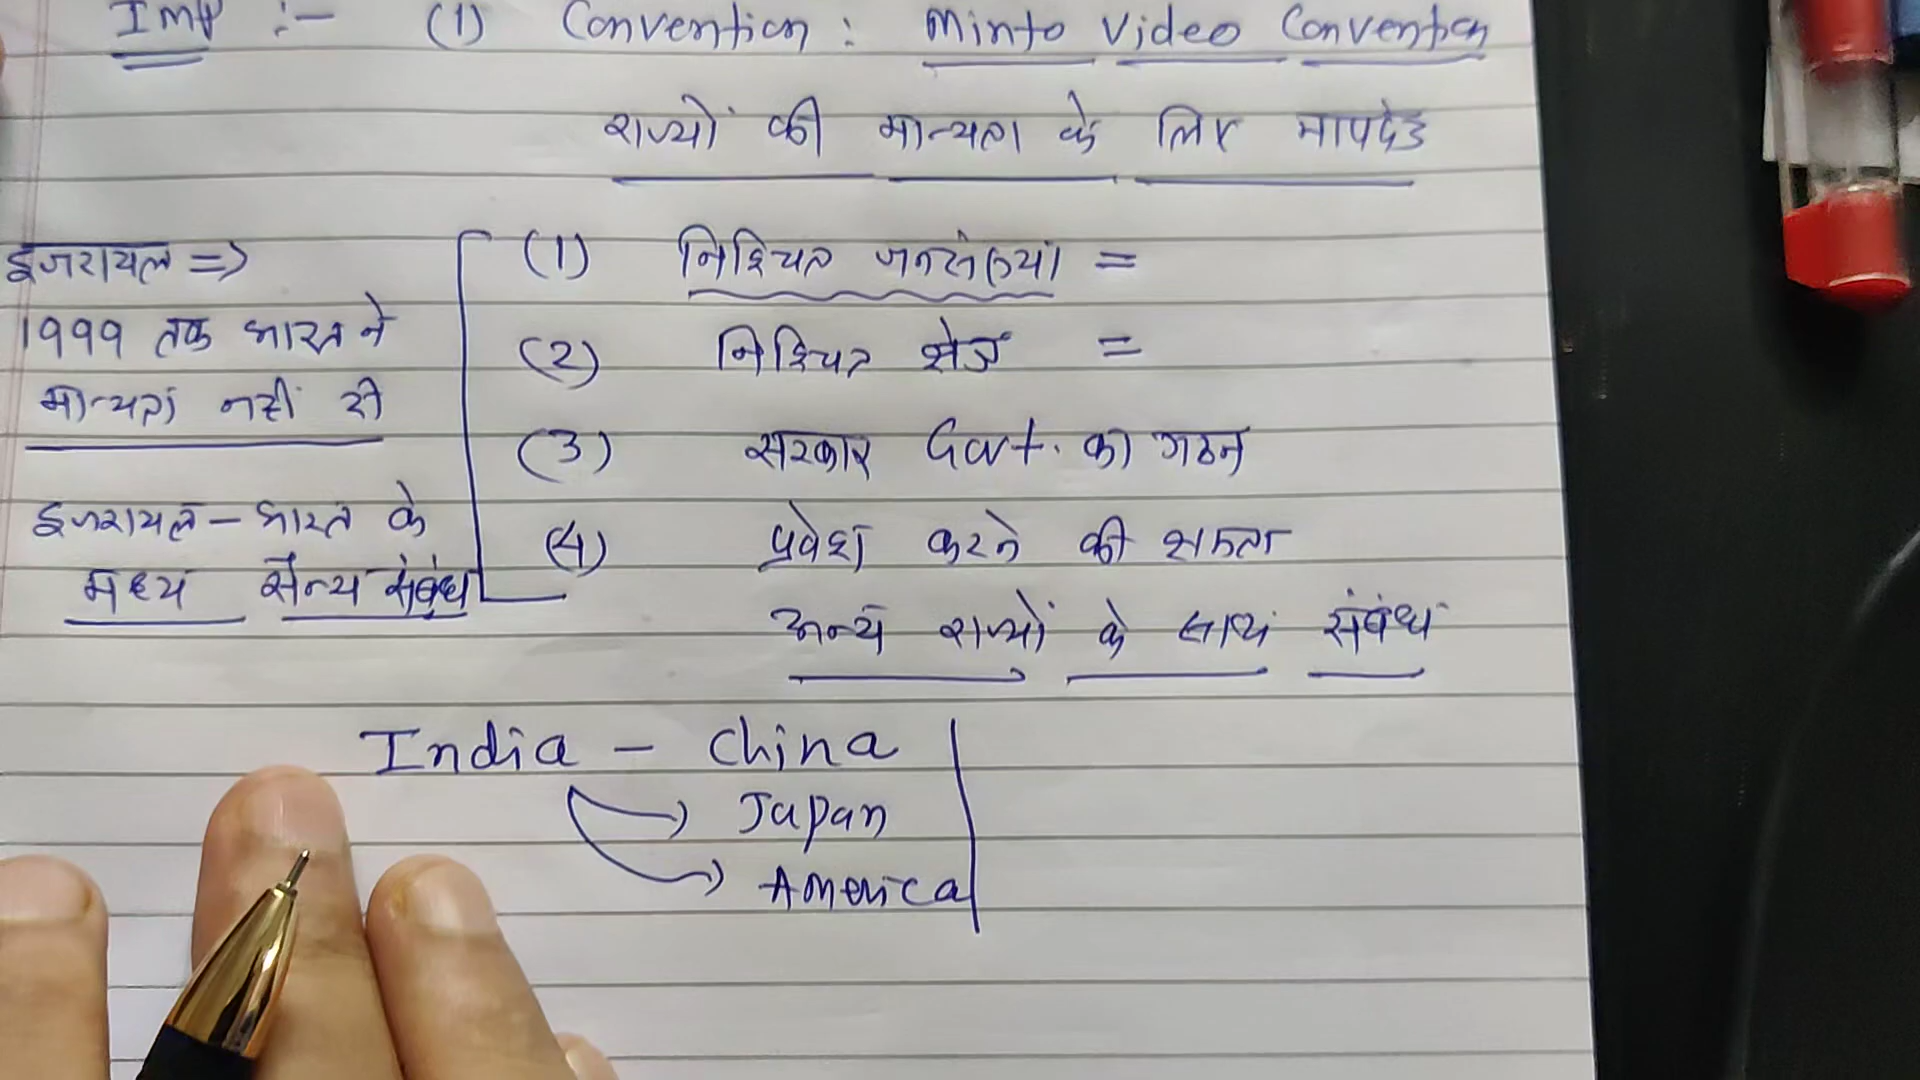 Imp :- (1) Convention : Minto Video Convention
राज्यों की मान्यता के लिए मापदंड
(1) निश्चित जनसंख्या =
(2) निश्चित क्षेत्र =
(3) सरकार Govt. का गठन
(4) प्रवेश करने की क्षमता
अन्य राज्यों के साथ संबंध
इजरायल =>
1999 तक भारत ने
मान्यता नहीं दी
इजरायल - भारत के
मध्य सैन्य संबंध
India - China
Japan
America